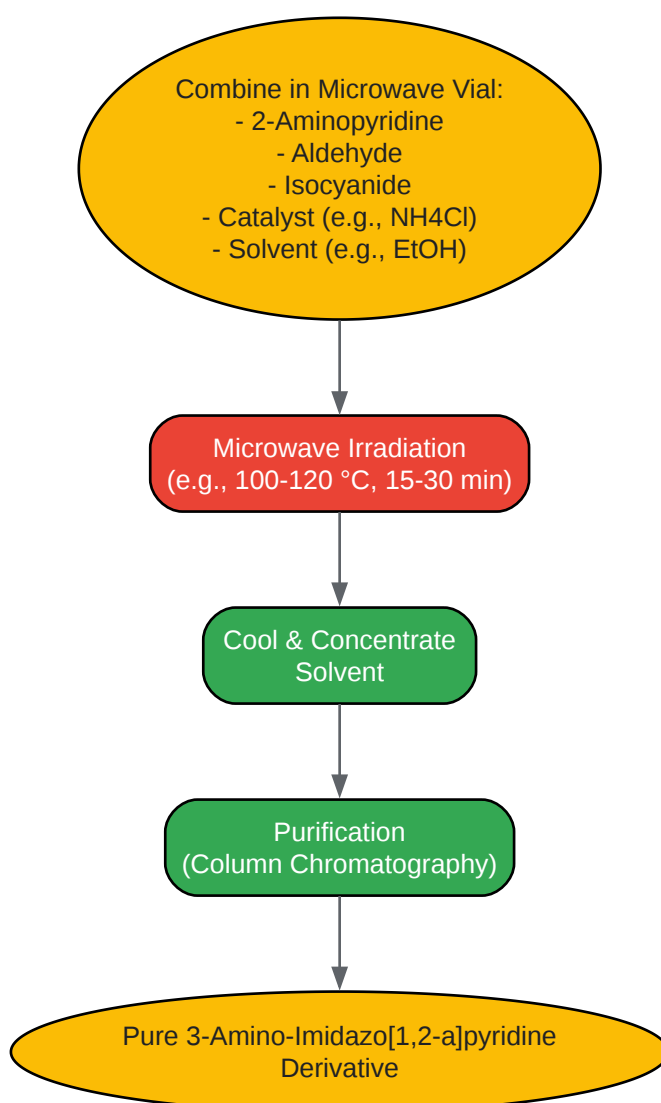 Combine in Microwave Vial:
- 2-Aminopyridine
- Aldehyde
- Isocyanide
- Catalyst (e.g., NH4Cl)
- Solvent (e.g., EtOH)
Microwave Irradiation
(e.g., 100-120 °C, 15-30 min)
Cool & Concentrate
Solvent
Purification
(Column Chromatography)
Pure 3-Amino-Imidazo[1,2-a]pyridine
Derivative